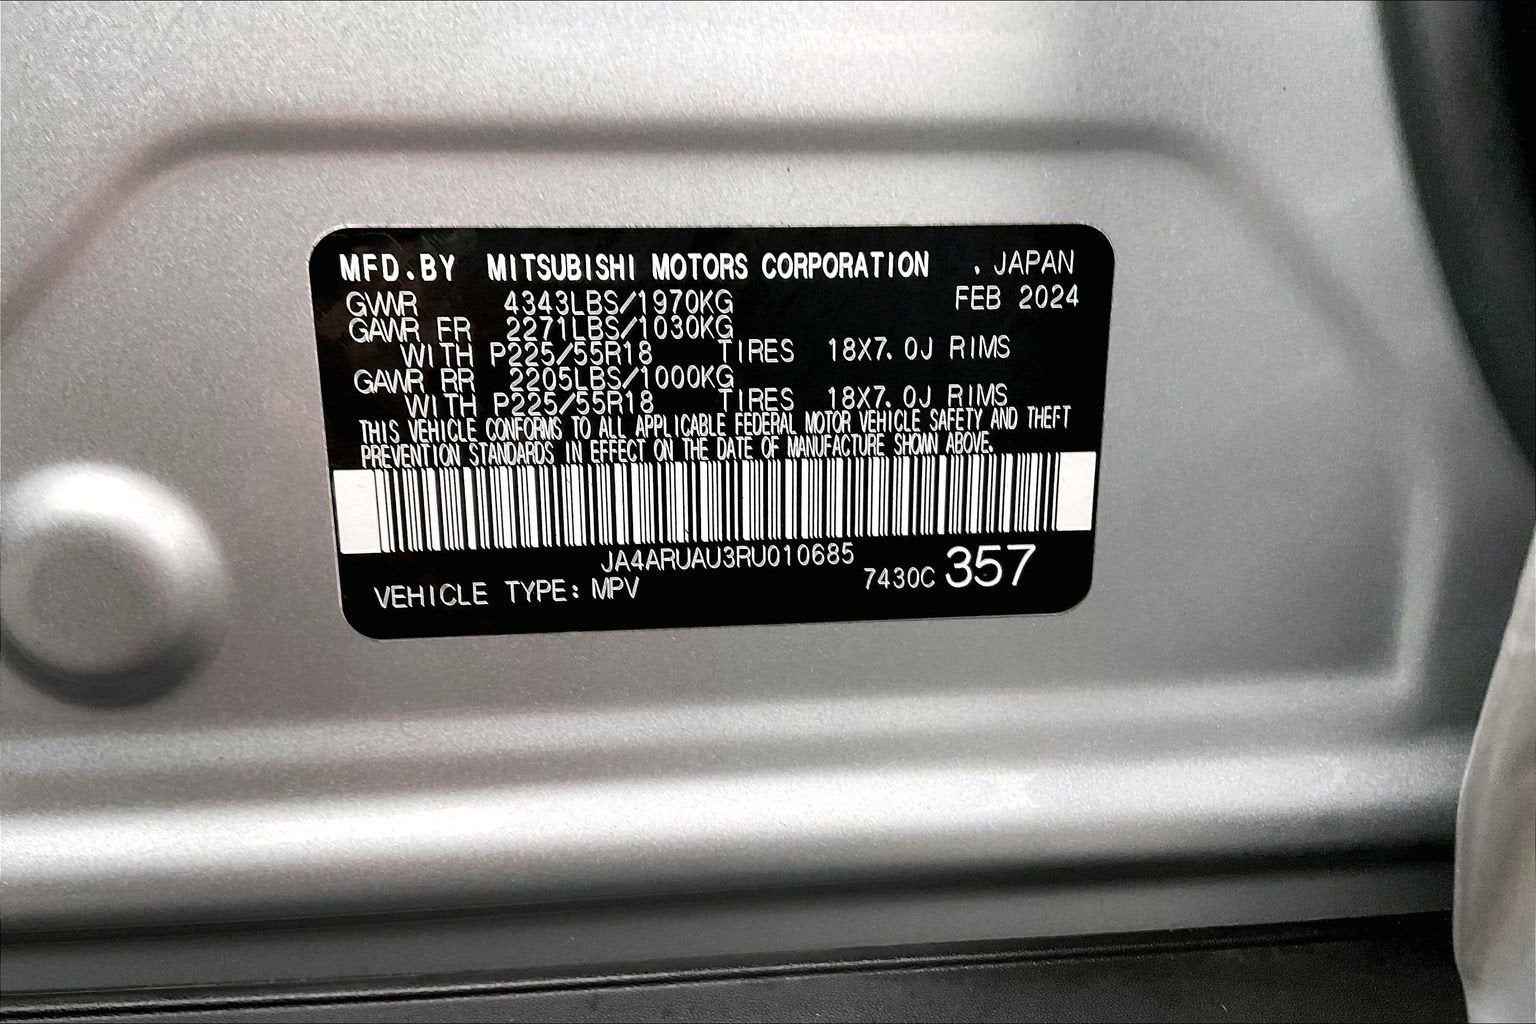 MFD.BY MITSUBISHI MOTORS CORPORATION . JAPAN
GVWR 4343LBS/1970KG FEB 2024
GAWR FR 2271LBS/1030KG
WITH P225/55R18 TIRES 18X7.0J RIMS
GAWR RR 2205LBS/1000KG
WITH P225/55R18 TIRES 18X7.0J RIMS
THIS VEHICLE CONFORMS TO ALL APPLICABLE FEDERAL MOTOR VEHICLE SAFETY AND THEFT
PREVENTION STANDARDS IN EFFECT ON THE DATE OF MANUFACTURE SHOWN ABOVE.
JA4ARUAU3RU010685
VEHICLE TYPE: MPV 7430C 357